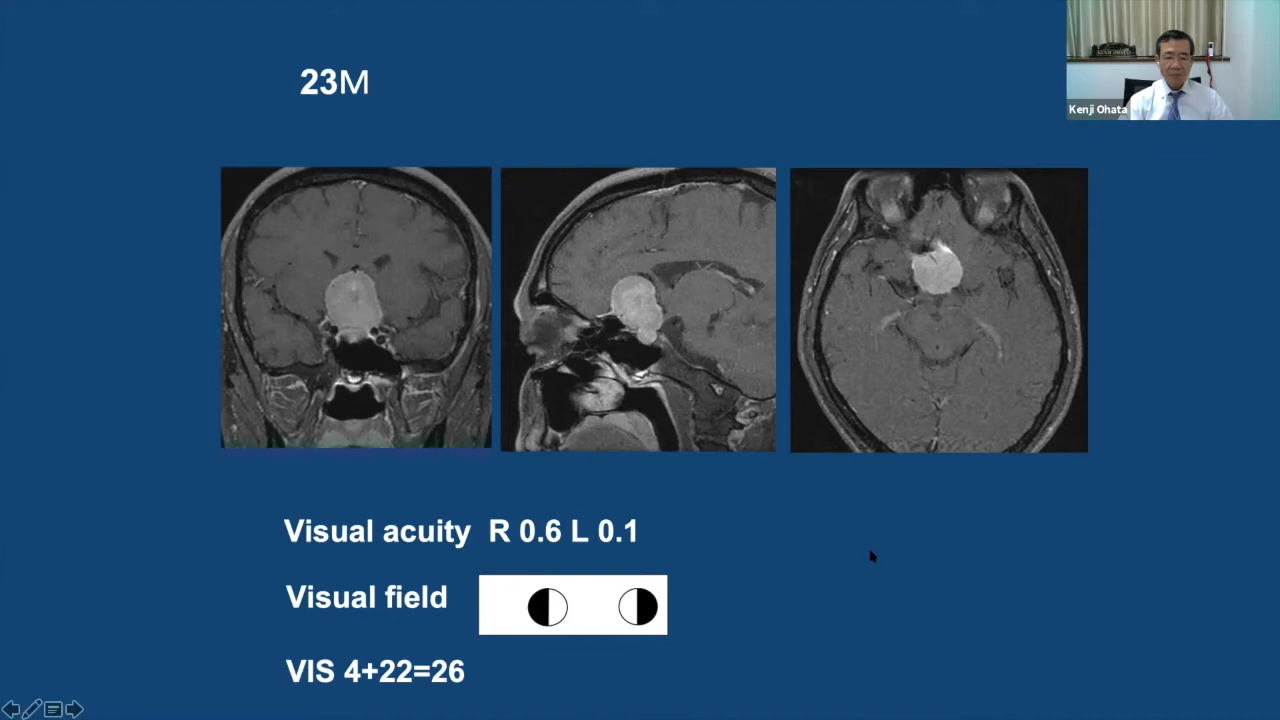 23M
Kenji Ohata
Visual acuity R 0.6 L 0.1
Visual field
VIS 4+22=26